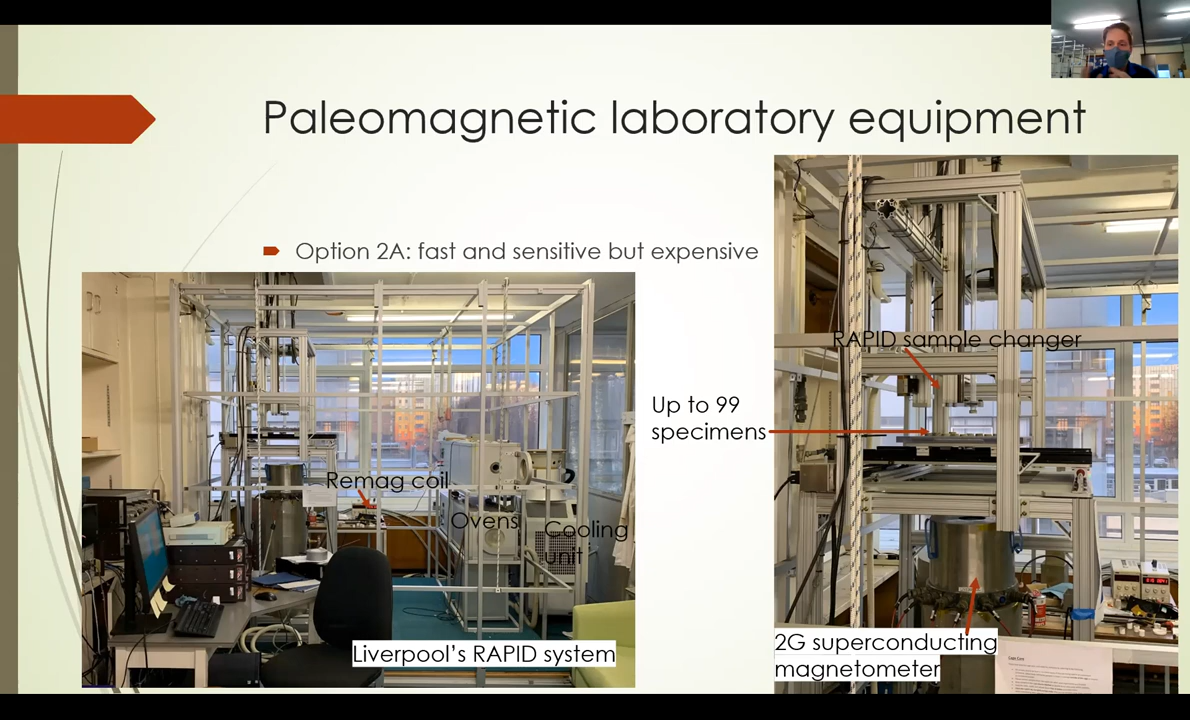 Paleomagnetic laboratory equipment
Option 2A: fast and sensitive but expensive
RAPID sample changer
Up to 99
specimens
Remag coil
Ovens
Cooling
unit
Liverpool's RAPID system
2G superconducting
magnetometer